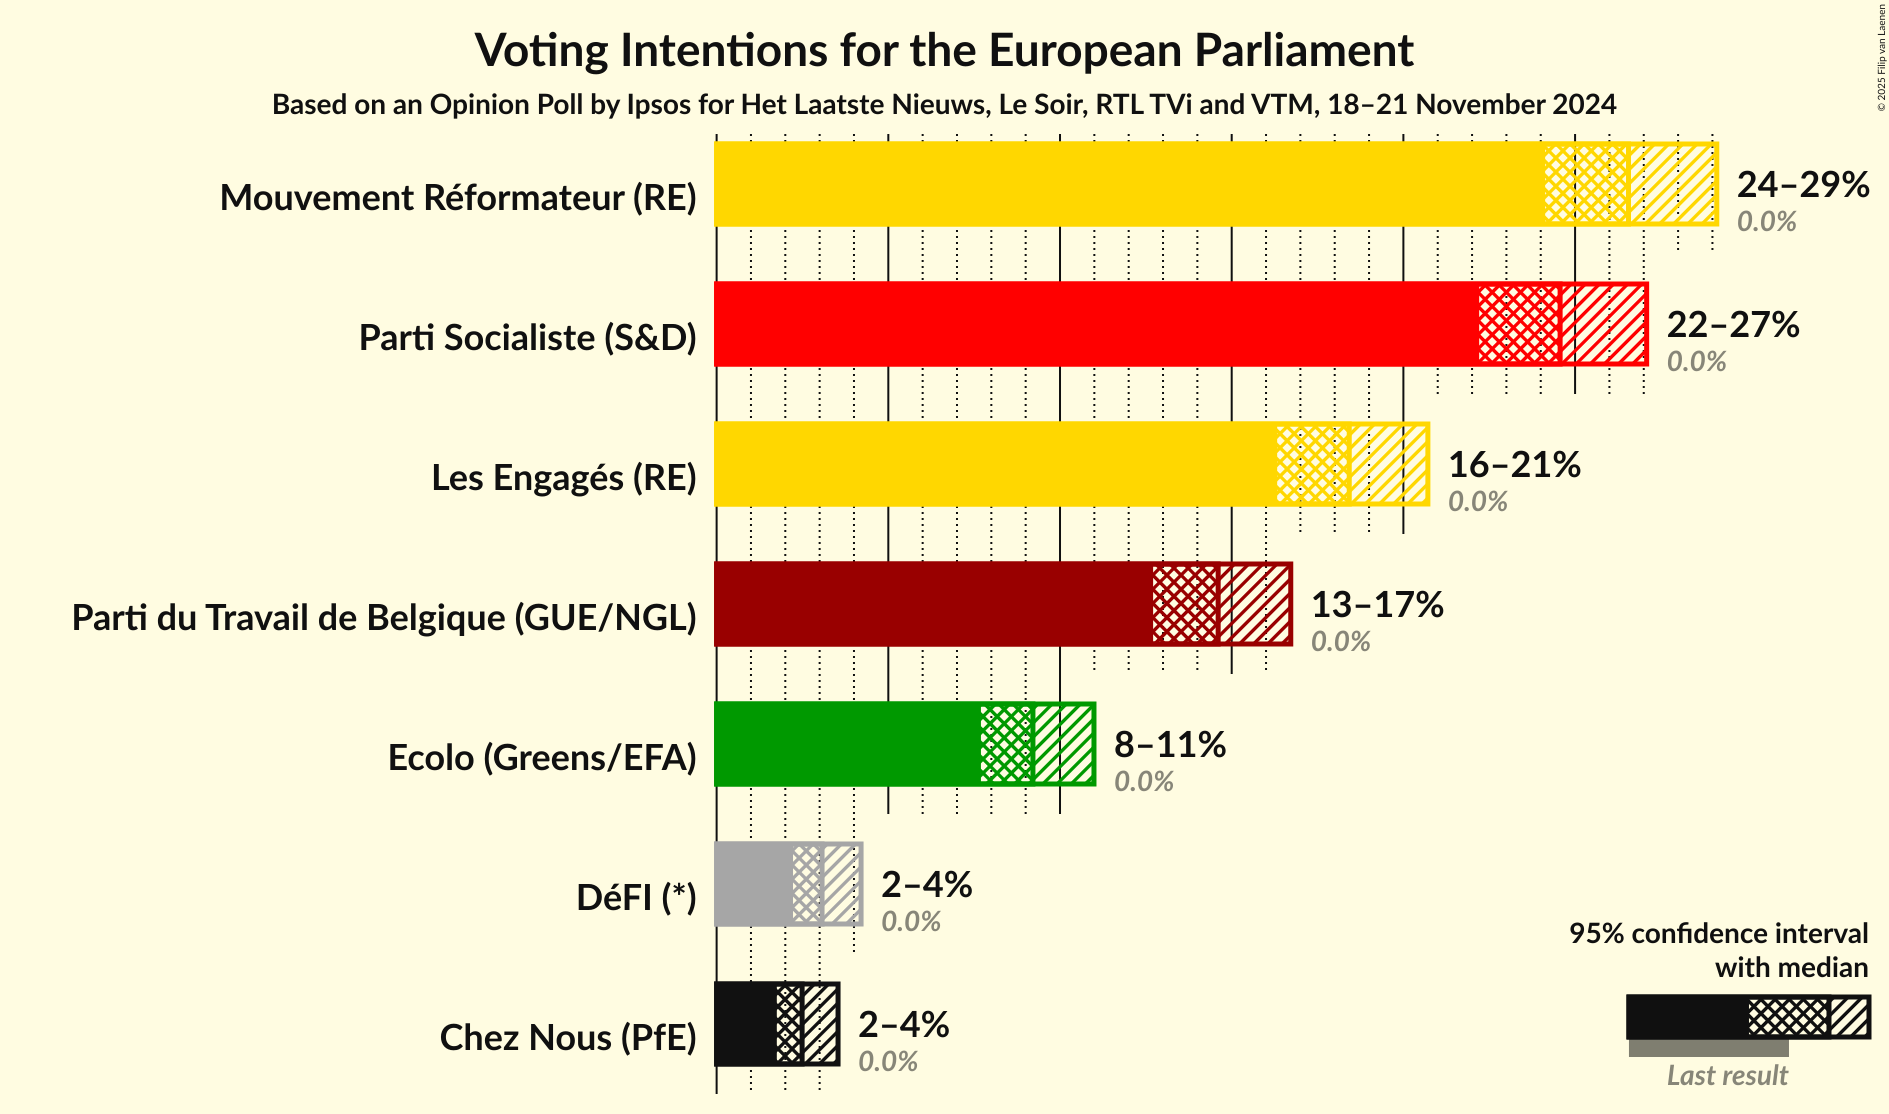 Voting Intentions for the European Parliament
Based on an Opinion Poll by Ipsos for Het Laatste Nieuws, Le Soir, RTL TVi and VTM, 18–21 November 2024
© 2025 Filip van Laenen
Mouvement Réformateur (RE)
24–29%
0.0%
Parti Socialiste (S&D)
22–27%
0.0%
Les Engagés (RE)
16–21%
0.0%
Parti du Travail de Belgique (GUE/NGL)
13–17%
0.0%
Ecolo (Greens/EFA)
8–11%
0.0%
DéFI (*)
2–4%
0.0%
Chez Nous (PfE)
2–4%
0.0%
95% confidence interval
with median
Last result